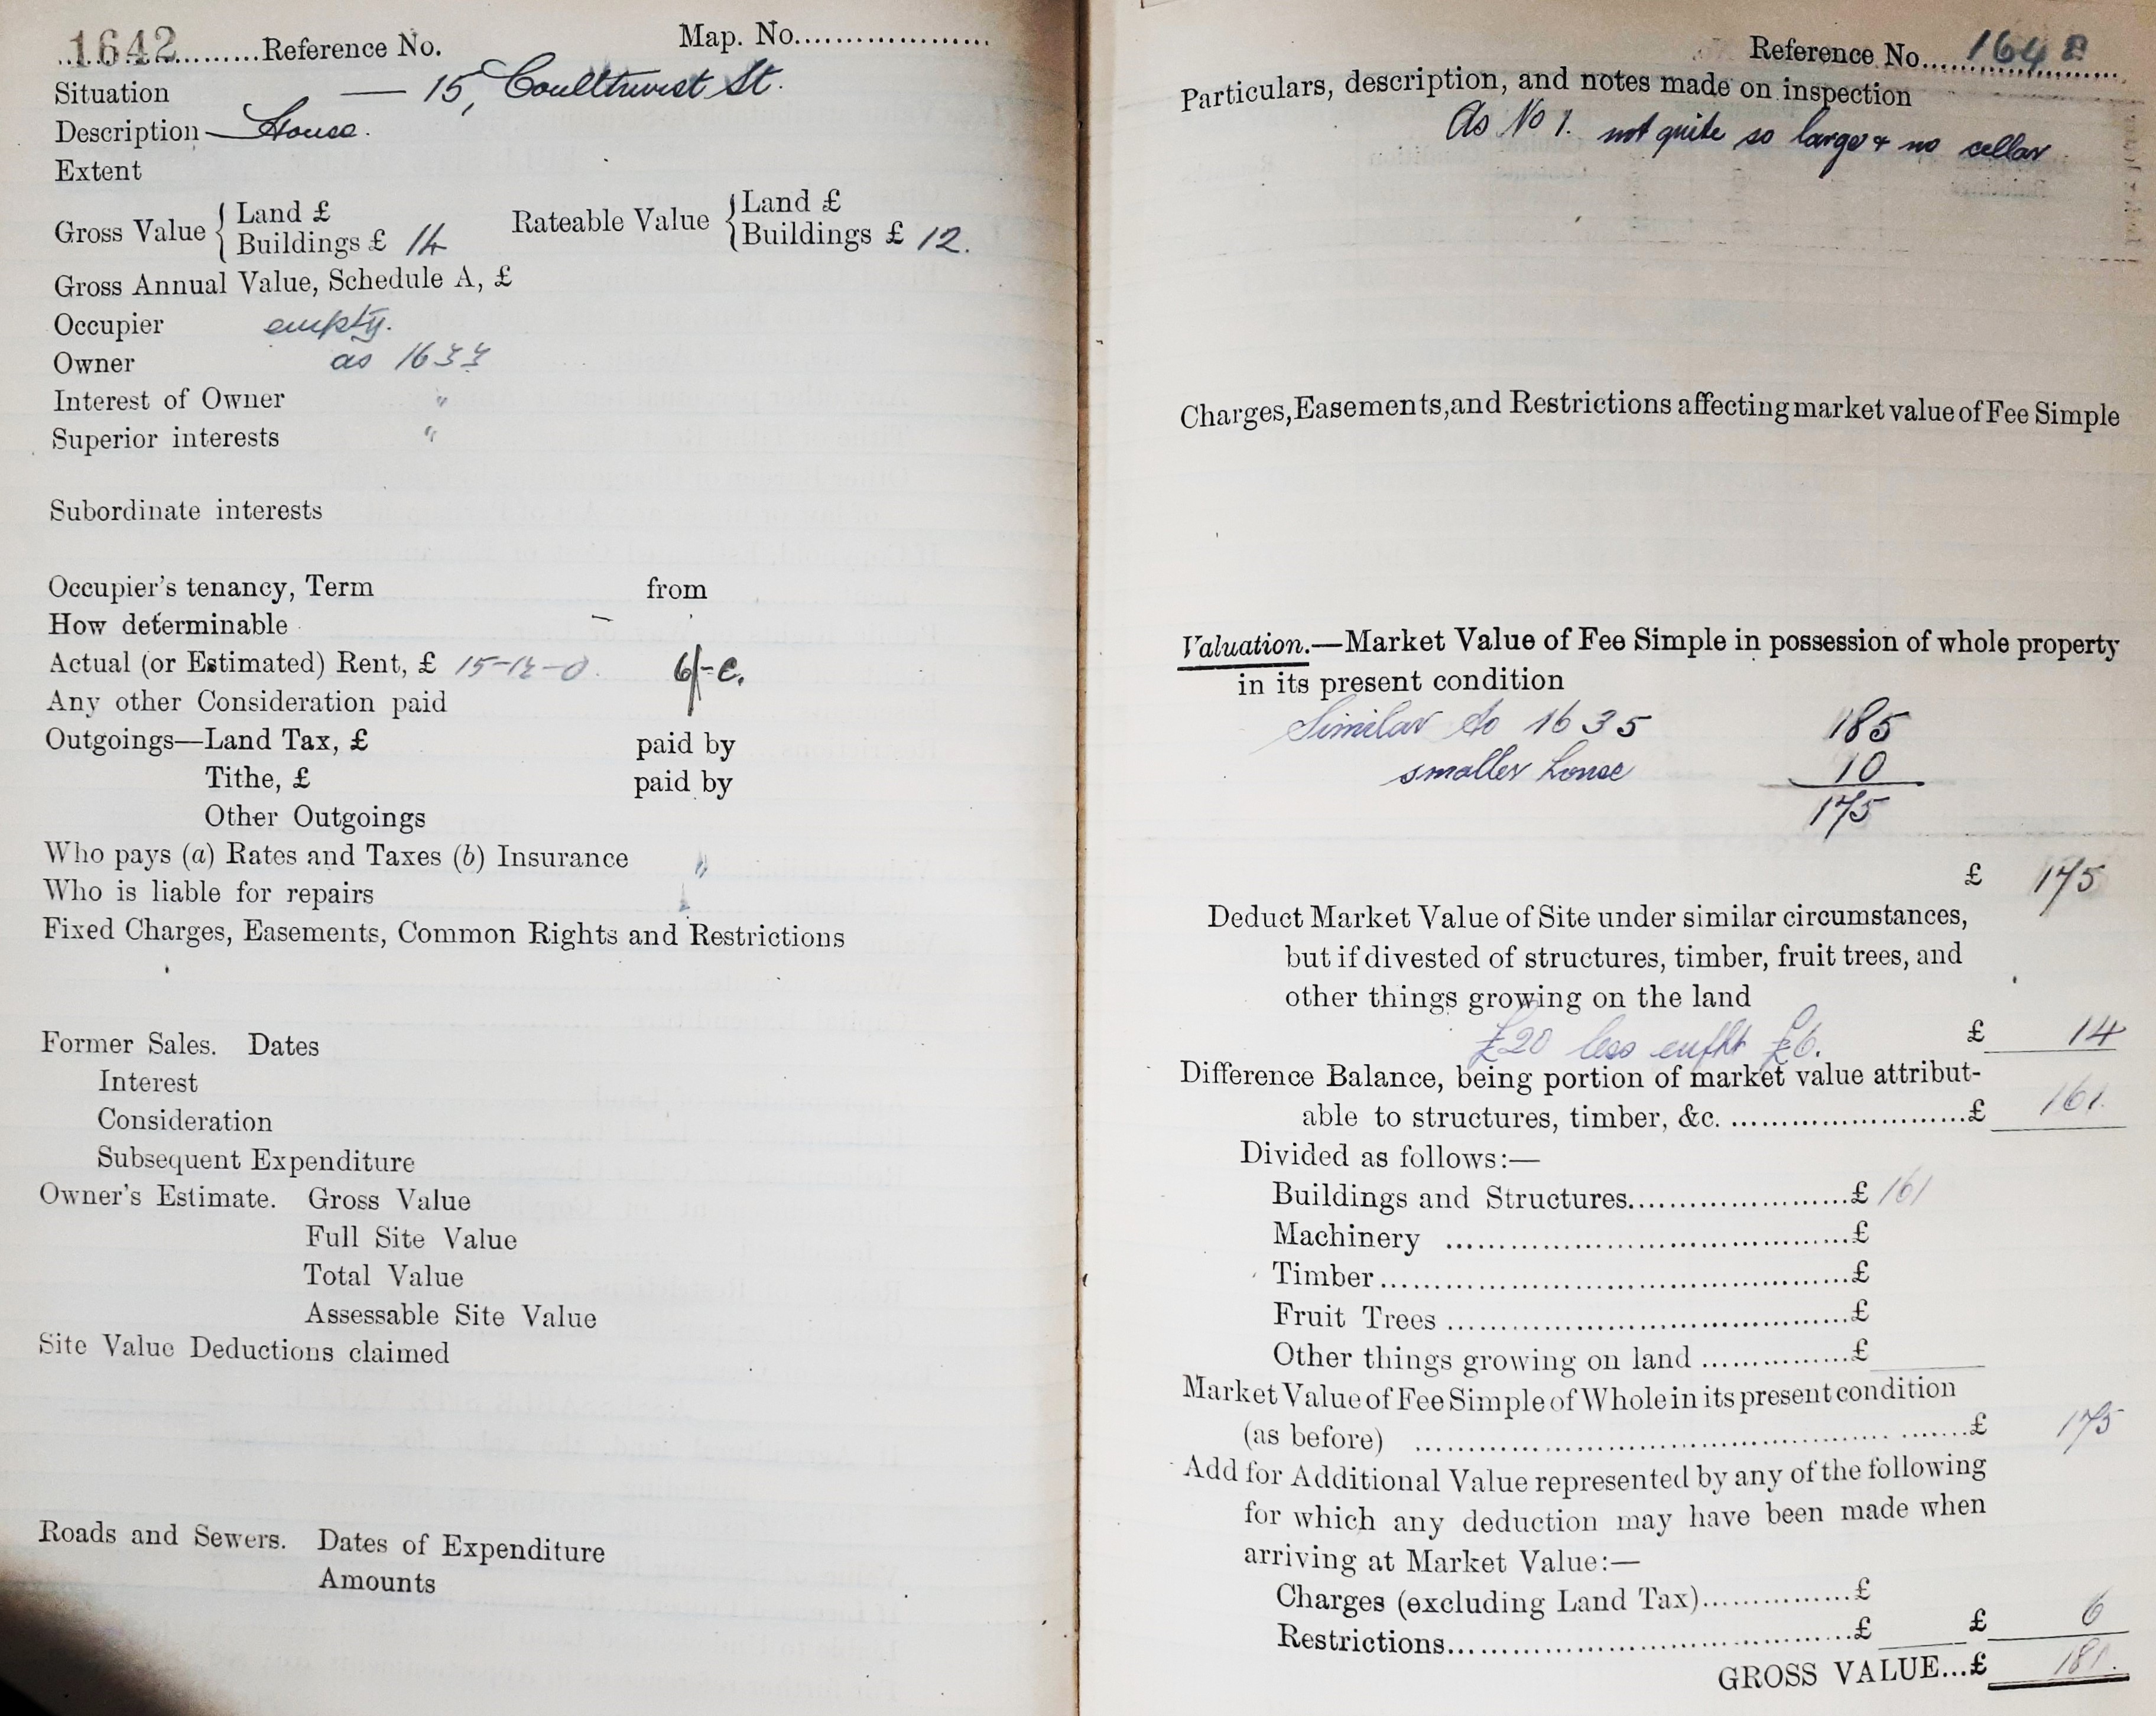 1642 Reference No. Map. No.
Situation — 15, Coulthurst St.
Description — House.
Extent
Gross Value { Land £ Rateable Value { Land £
Buildings £ 14 Buildings £ 12.
Gross Annual Value, Schedule A, £
Occupier empty.
Owner as 1633
Interest of Owner "
Superior interests "
Subordinate interests
Occupier's tenancy, Term from
How determinable —
Actual (or Estimated) Rent, £ 15-12-0. 6/- c.
Any other Consideration paid
Outgoings—Land Tax, £ paid by
Tithe, £ paid by
Other Outgoings
Who pays (a) Rates and Taxes (b) Insurance "
Who is liable for repairs
Fixed Charges, Easements, Common Rights and Restrictions
Former Sales. Dates
Interest
Consideration
Subsequent Expenditure
Owner's Estimate. Gross Value
Full Site Value
Total Value
Assessable Site Value
Site Value Deductions claimed
Roads and Sewers. Dates of Expenditure
Amounts
Reference No. 1642
Particulars, description, and notes made on inspection
As No 1. not quite so large & no cellar
Charges, Easements, and Restrictions affecting market value of Fee Simple
Valuation.—Market Value of Fee Simple in possession of whole property
in its present condition
Similar to 1635 185
smaller house 10
175
£ 175
Deduct Market Value of Site under similar circumstances,
but if divested of structures, timber, fruit trees, and
other things growing on the land
£20 less £6. £ 14
Difference Balance, being portion of market value attribut-
able to structures, timber, &c. £ 161.
Divided as follows:—
Buildings and Structures £ 161
Machinery £
Timber £
Fruit Trees £
Other things growing on land £
Market Value of Fee Simple of Whole in its present condition
(as before) £ 175
Add for Additional Value represented by any of the following
for which any deduction may have been made when
arriving at Market Value:—
Charges (excluding Land Tax) £
Restrictions £ £ 6
GROSS VALUE...£ 181.